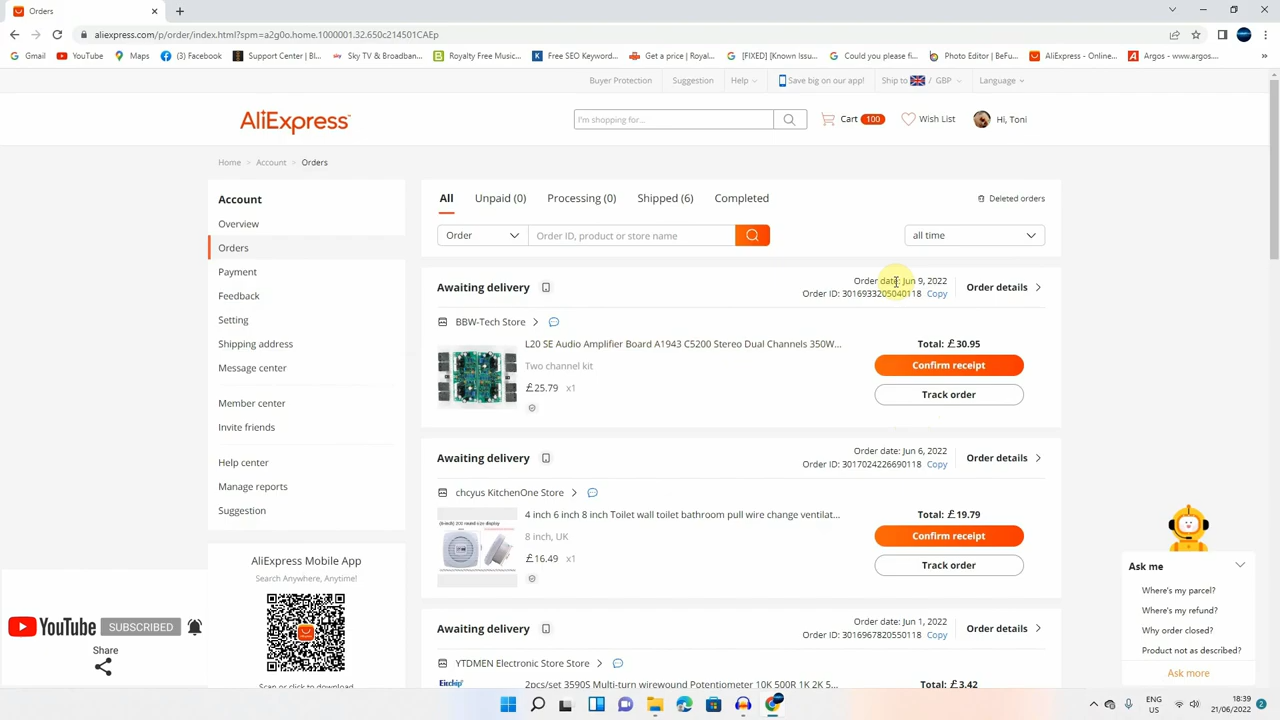 Orders
aliexpress.com/p/order/index.html?spm=a2g0o.home.1000001.32.650c214501CAEp
Gmail YouTube Maps (3) Facebook Support Center | Bl... Sky TV & Broadban... Royalty Free Music... Free SEO Keyword... Get a price | Royal... [FIXED] [Known Issu... Could you please fi... Photo Editor | BeFu... AliExpress - Online... Argos - www.argos... »
Buyer Protection Suggestion Help Save big on our app! Ship to / GBP Language
AliExpress
I'm shopping for...
Cart 100 Wish List Hi, Toni
Home > Account > Orders
Account
Overview
Orders
Payment
Feedback
Setting
Shipping address
Message center
Member center
Invite friends
Help center
Manage reports
Suggestion
AliExpress Mobile App
Search Anywhere, Anytime!
Scan or click to download
All Unpaid (0) Processing (0) Shipped (6) Completed
Deleted orders
Order Order ID, product or store name
all time
Awaiting delivery
Order date: Jun 9, 2022
Order ID: 3016933205040118 Copy
Order details
BBW-Tech Store
L20 SE Audio Amplifier Board A1943 C5200 Stereo Dual Channels 350W...
Two channel kit
£25.79 x1
Total: £30.95
Confirm receipt
Track order
Awaiting delivery
Order date: Jun 6, 2022
Order ID: 3017024226690118 Copy
Order details
chcyus KitchenOne Store
4 inch 6 inch 8 inch Toilet wall toilet bathroom pull wire change ventilat...
8 inch, UK
£16.49 x1
Total: £19.79
Confirm receipt
Track order
Awaiting delivery
Order date: Jun 1, 2022
Order ID: 3016967820550118 Copy
Order details
YTDMEN Electronic Store Store
2pcs/set 3590S Multi-turn wirewound Potentiometer 10K 500R 1K 2K 5...
Total: £3.42
Ask me
Where's my parcel?
Where's my refund?
Why order closed?
Product not as described?
Ask more
YouTube SUBSCRIBED
Share
ENG
US
18:39
21/06/2022
2